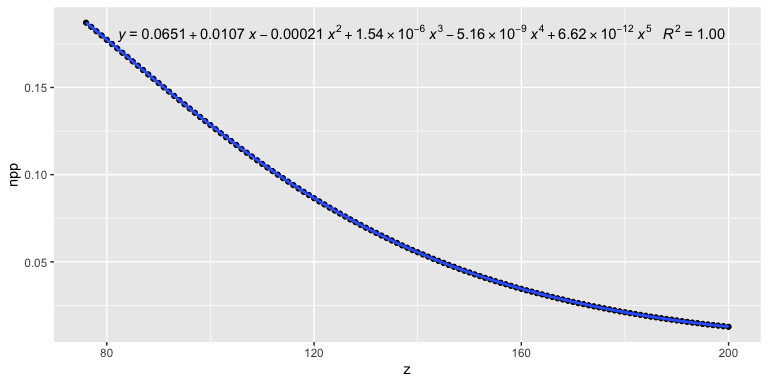 y = 0.0651 + 0.0107 x − 0.00021 x² + 1.54 × 10⁻⁶ x³ − 5.16 × 10⁻⁹ x⁴ + 6.62 × 10⁻¹² x⁵ R² = 1.00
0.15
0.10
0.05
npp
80 120 160 200
z